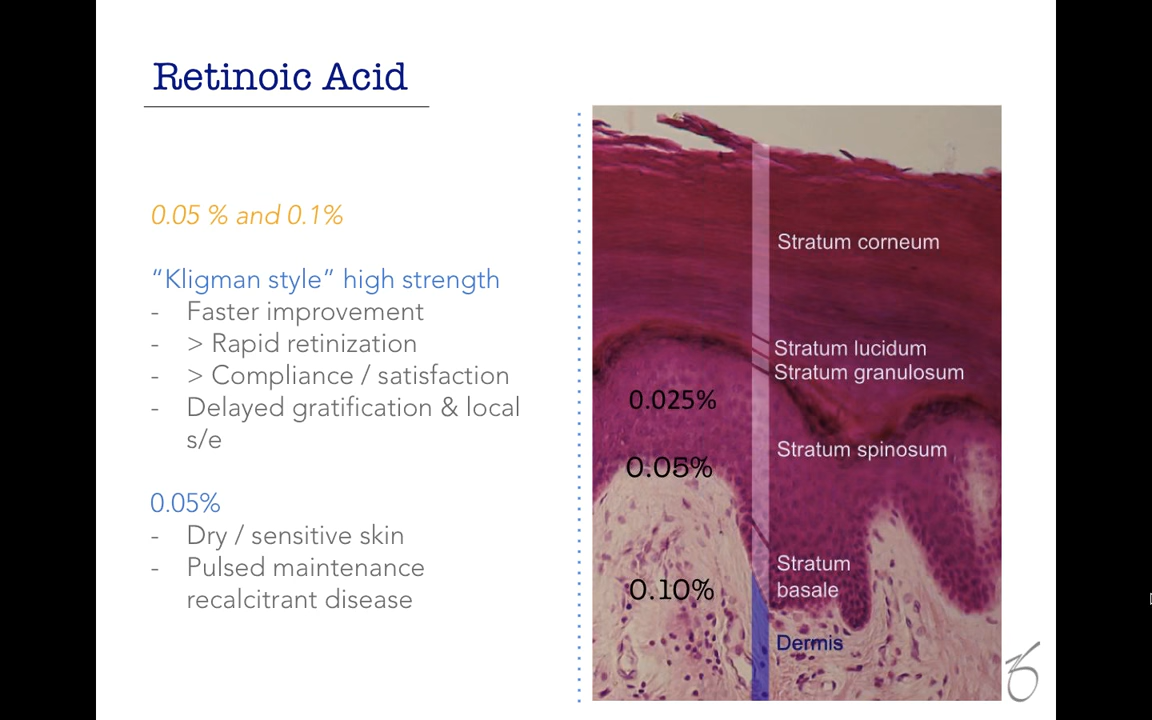 Retinoic Acid
0.05 % and 0.1%
“Kligman style” high strength
- Faster improvement
- > Rapid retinization
- > Compliance / satisfaction
- Delayed gratification & local
s/e
0.05%
- Dry / sensitive skin
- Pulsed maintenance
recalcitrant disease
Stratum corneum
Stratum lucidum
Stratum granulosum
0.025%
Stratum spinosum
0.05%
Stratum
basale
0.10%
Dermis